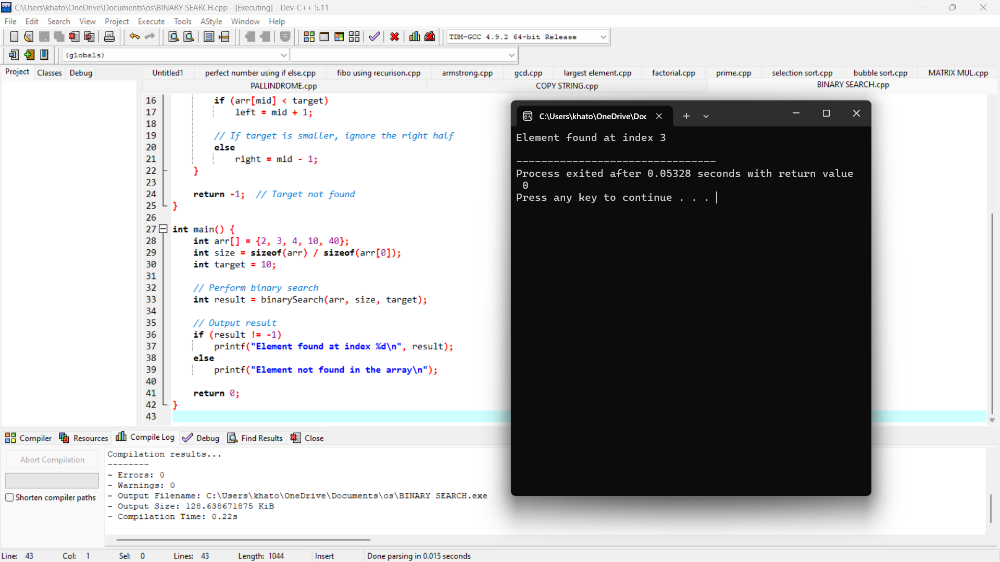 C:\Users\khato\OneDrive\Documents\os\BINARY SEARCH.cpp - [Executing] - Dev-C++ 5.11
File Edit Search View Project Execute Tools AStyle Window Help
TDM-GCC 4.9.2 64-bit Release
(globals)
Project Classes Debug
Untitled1 perfect number using if else.cpp fibo using recurison.cpp armstrong.cpp gcd.cpp largest element.cpp factorial.cpp prime.cpp selection sort.cpp bubble sort.cpp MATRIX MUL.cpp
PALLINDROME.cpp COPY STRING.cpp BINARY SEARCH.cpp
16 if (arr[mid] < target)
17 left = mid + 1;
18
19 // If target is smaller, ignore the right half
20 else
21 right = mid - 1;
22 }
23
24 return -1; // Target not found
25 }
26
27 int main() {
28 int arr[] = {2, 3, 4, 10, 40};
29 int size = sizeof(arr) / sizeof(arr[0]);
30 int target = 10;
31
32 // Perform binary search
33 int result = binarySearch(arr, size, target);
34
35 // Output result
36 if (result != -1)
37 printf("Element found at index %d\n", result);
38 else
39 printf("Element not found in the array\n");
40
41 return 0;
42 }
43
C:\Users\khato\OneDrive\Doc
Element found at index 3
--------------------------------
Process exited after 0.05328 seconds with return value
0
Press any key to continue . . .
Compiler Resources Compile Log Debug Find Results Close
Abort Compilation
Shorten compiler paths
Compilation results...
--------
- Errors: 0
- Warnings: 0
- Output Filename: C:\Users\khato\OneDrive\Documents\os\BINARY SEARCH.exe
- Output Size: 128.638671875 KiB
- Compilation Time: 0.22s
Line: 43 Col: 1 Sel: 0 Lines: 43 Length: 1044 Insert Done parsing in 0.015 seconds